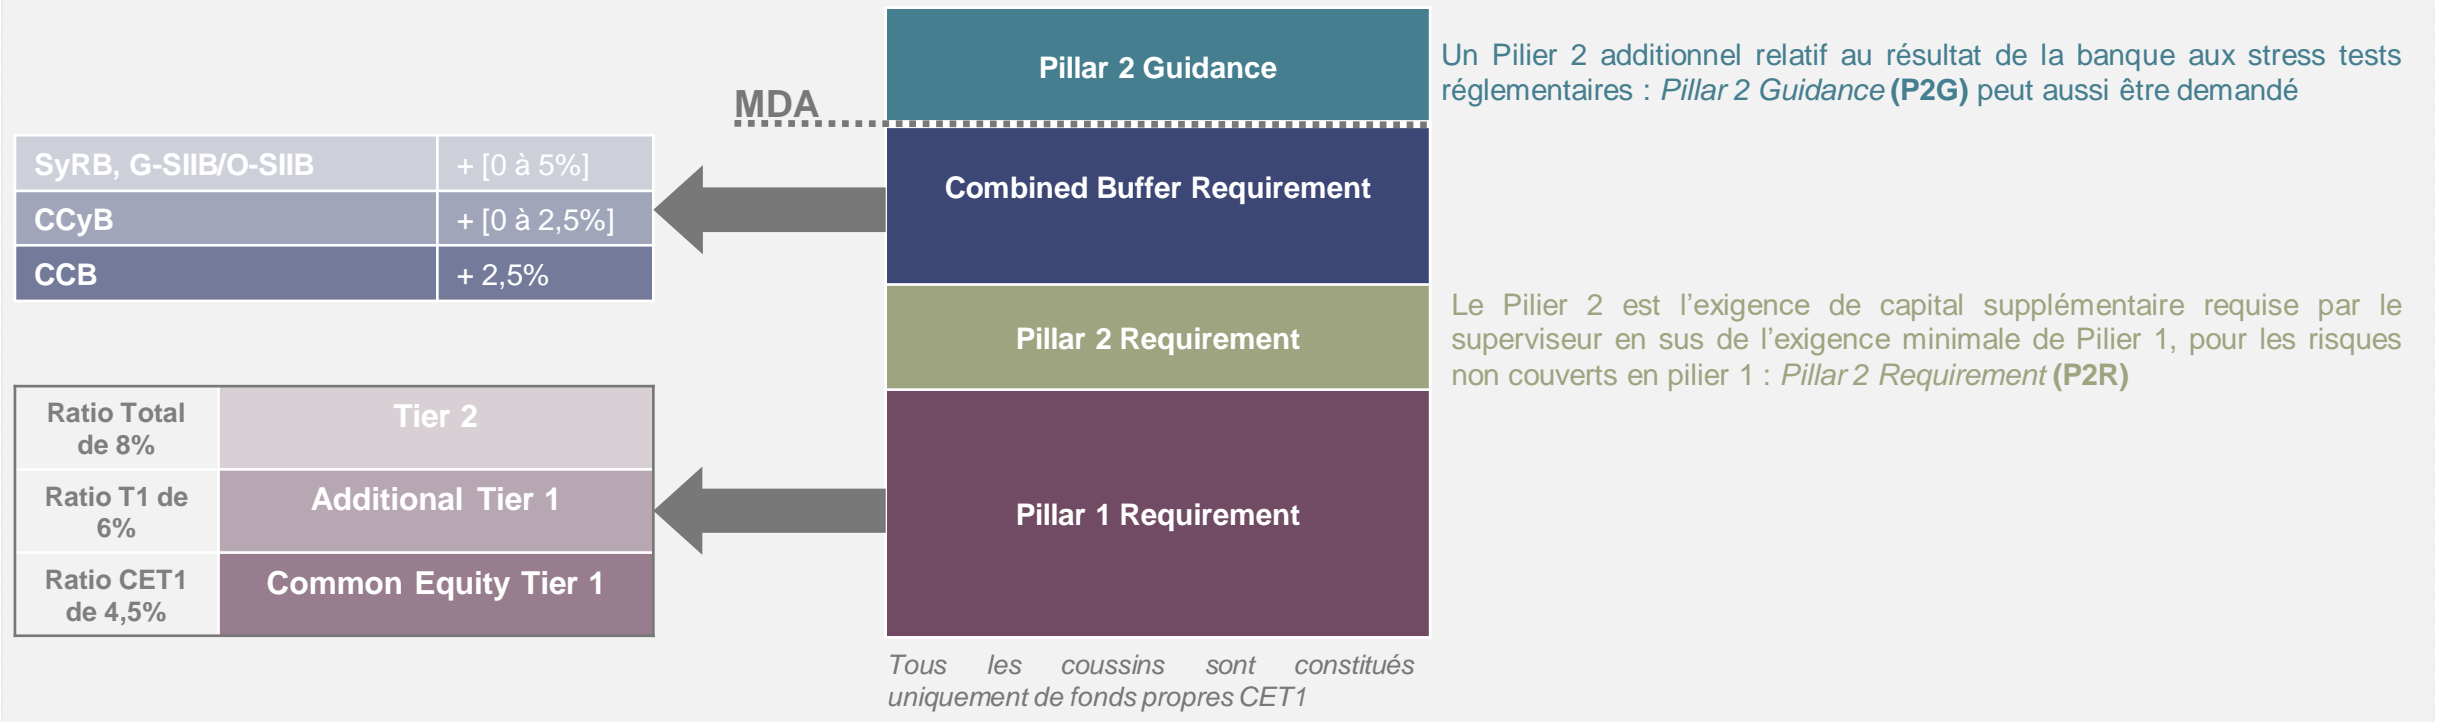 Pillar 2 Guidance
Un Pilier 2 additionnel relatif au résultat de la banque aux stress tests
réglementaires : Pillar 2 Guidance (P2G) peut aussi être demandé
MDA
SyRB, G-SIIB/O-SIIB + [0 à 5%]
CCyB + [0 à 2,5%]
CCB + 2,5%
Combined Buffer Requirement
Pillar 2 Requirement
Le Pilier 2 est l’exigence de capital supplémentaire requise par le
superviseur en sus de l’exigence minimale de Pilier 1, pour les risques
non couverts en pilier 1 : Pillar 2 Requirement (P2R)
Ratio Total
de 8%
Tier 2
Ratio T1 de
6%
Additional Tier 1
Ratio CET1
de 4,5%
Common Equity Tier 1
Pillar 1 Requirement
Tous les coussins sont constitués
uniquement de fonds propres CET1